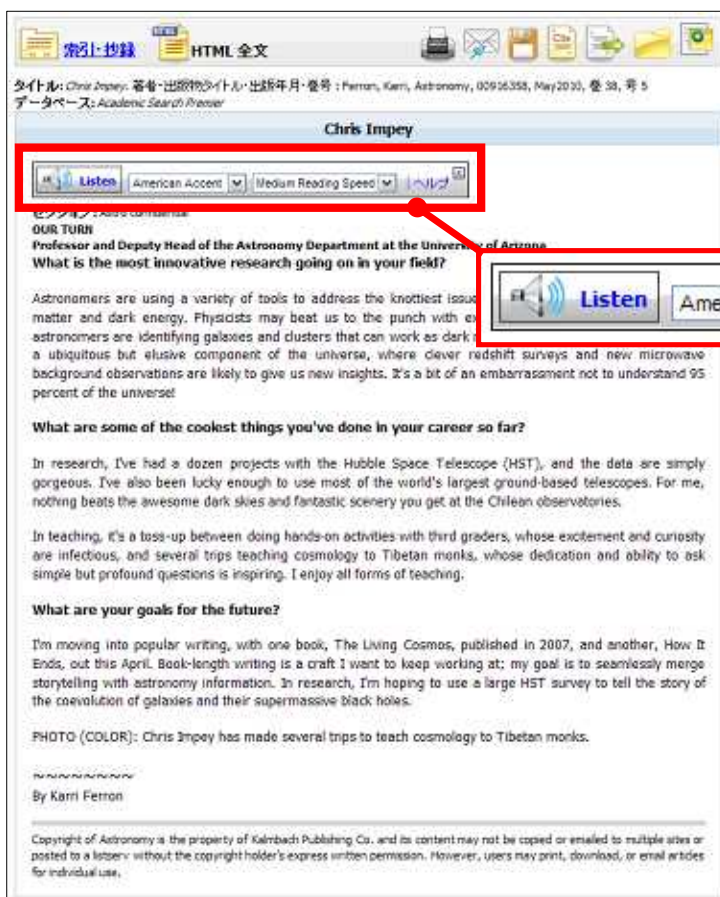 索引・抄録 HTML 全文
タイトル: Chris Impey. 著者・出版物タイトル・出版年月・巻号 : Ferron, Karri, Astronomy, 00916358, May2010, 巻 38, 号 5
データベース: Academic Search Premier
Chris Impey
Listen American Accent Medium Reading Speed ヘルプ
セクション: Astro Confidential
OUR TURN
Professor and Deputy Head of the Astronomy Department at the University of Arizona
What is the most innovative research going on in your field?
Listen Ame
Astronomers are using a variety of tools to address the knottiest issue
matter and dark energy. Physicists may beat us to the punch with ex
astronomers are identifying galaxies and clusters that can work as dark
a ubiquitous but elusive component of the universe, where clever redshift surveys and new microwave
background observations are likely to give us new insights. It's a bit of an embarrassment not to understand 95
percent of the universe!
What are some of the coolest things you've done in your career so far?
In research, I've had a dozen projects with the Hubble Space Telescope (HST), and the data are simply
gorgeous. I've also been lucky enough to use most of the world's largest ground-based telescopes. For me,
nothing beats the awesome dark skies and fantastic scenery you get at the Chilean observatories.
In teaching, it's a toss-up between doing hands-on activities with third graders, whose excitement and curiosity
are infectious, and several trips teaching cosmology to Tibetan monks, whose dedication and ability to ask
simple but profound questions is inspiring. I enjoy all forms of teaching.
What are your goals for the future?
I'm moving into popular writing, with one book, The Living Cosmos, published in 2007, and another, How It
Ends, out this April. Book-length writing is a craft I want to keep working at; my goal is to seamlessly merge
storytelling with astronomy information. In research, I'm hoping to use a large HST survey to tell the story of
the coevolution of galaxies and their supermassive black holes.
PHOTO (COLOR): Chris Impey has made several trips to teach cosmology to Tibetan monks.
~~~~~~~~
By Karri Ferron
Copyright of Astronomy is the property of Kalmbach Publishing Co. and its content may not be copied or emailed to multiple sites or
posted to a listserv without the copyright holder's express written permission. However, users may print, download, or email articles
for individual use.